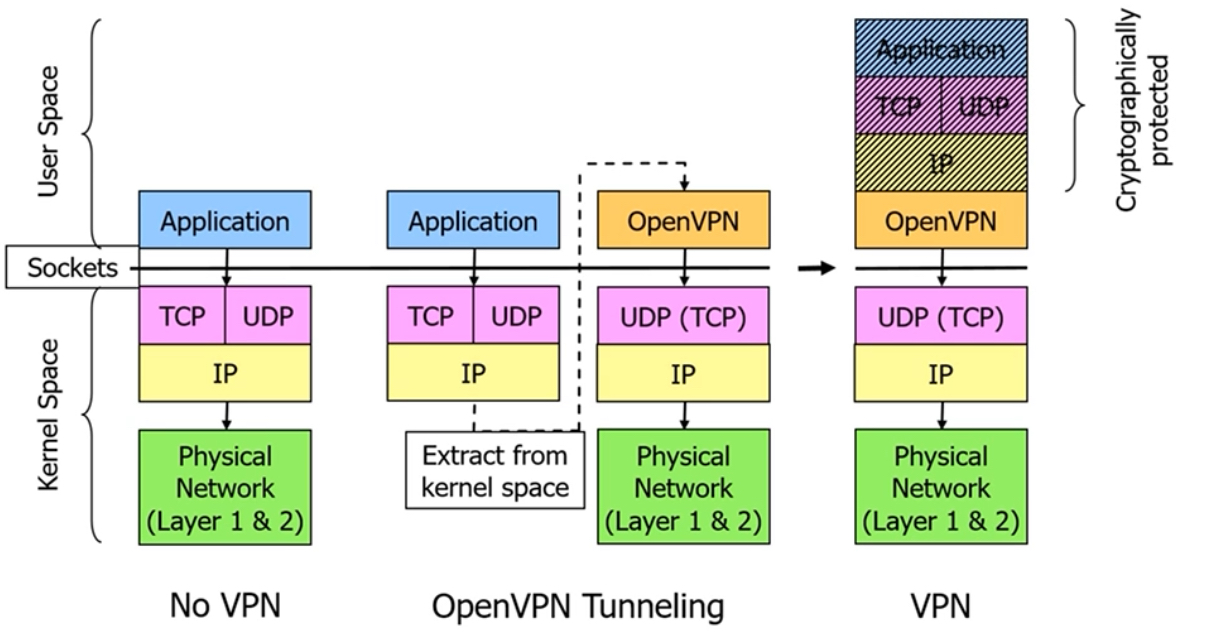 User Space
Sockets
Kernel Space
Application
TCP
UDP
IP
Physical
Network
(Layer 1 & 2)
No VPN
Application
TCP
UDP
IP
Extract from
kernel space
OpenVPN
UDP (TCP)
IP
Physical
Network
(Layer 1 & 2)
OpenVPN Tunneling
Application
TCP
UDP
IP
OpenVPN
UDP (TCP)
IP
Physical
Network
(Layer 1 & 2)
VPN
Cryptographically
protected